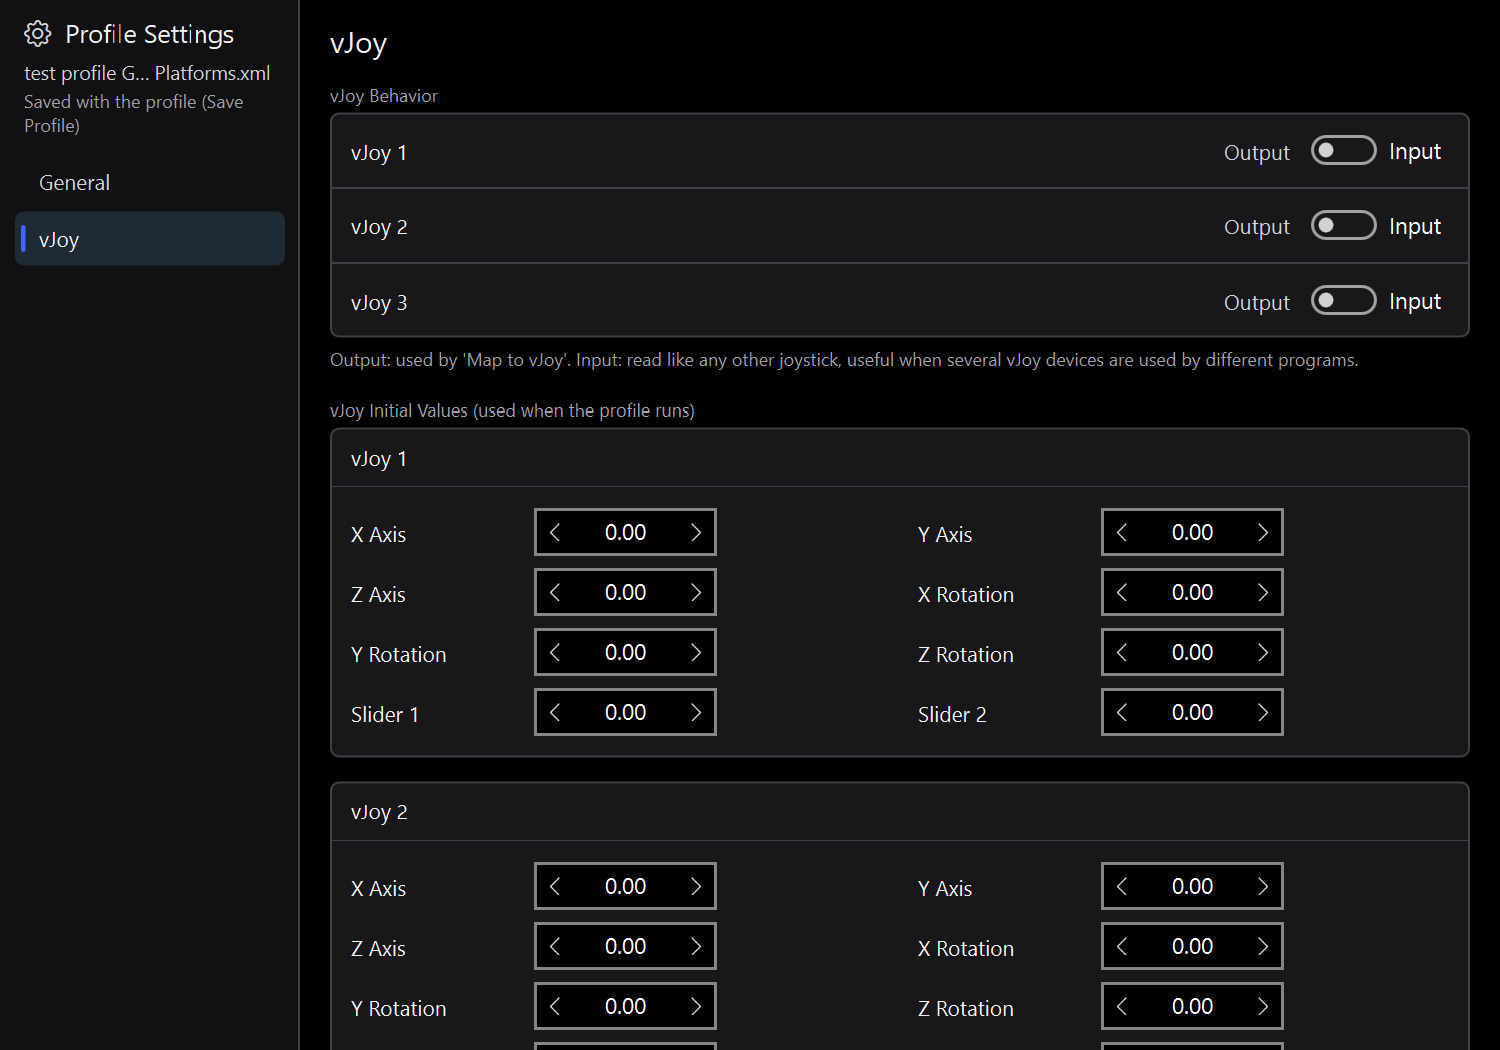 Profile Settings
test profile G... Platforms.xml
Saved with the profile (Save
Profile)
General
vJoy
vJoy
vJoy Behavior
vJoy 1 Output Input
vJoy 2 Output Input
vJoy 3 Output Input
Output: used by 'Map to vJoy'. Input: read like any other joystick, useful when several vJoy devices are used by different programs.
vJoy Initial Values (used when the profile runs)
vJoy 1
X Axis 0.00 Y Axis 0.00
Z Axis 0.00 X Rotation 0.00
Y Rotation 0.00 Z Rotation 0.00
Slider 1 0.00 Slider 2 0.00
vJoy 2
X Axis 0.00 Y Axis 0.00
Z Axis 0.00 X Rotation 0.00
Y Rotation 0.00 Z Rotation 0.00